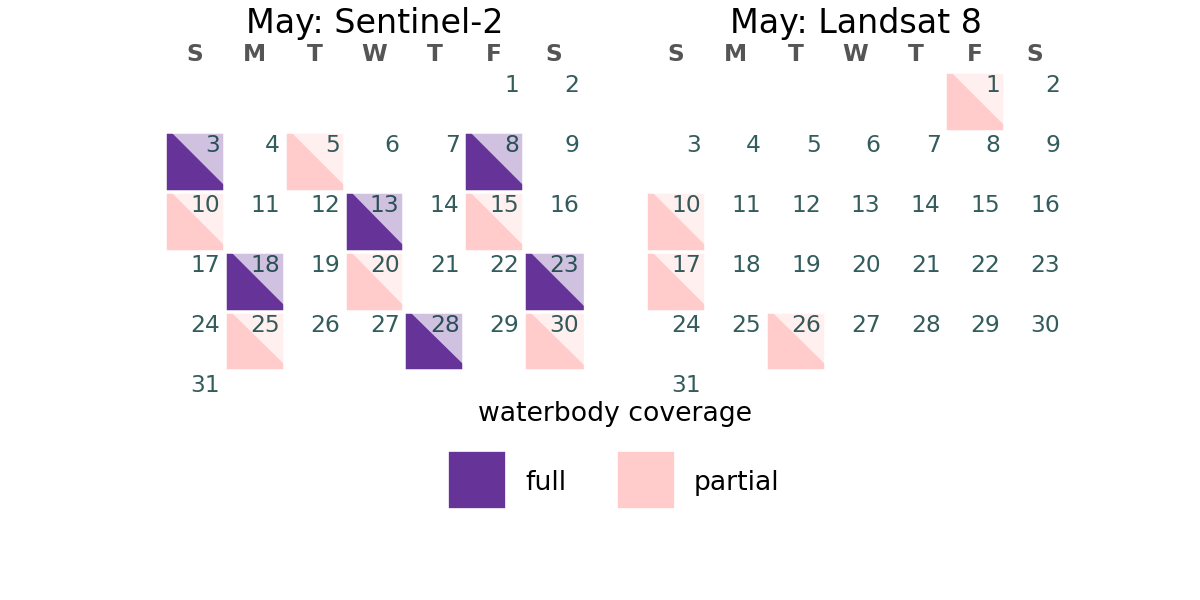 May: Sentinel-2
S M T W T F S
1 2
3 4 5 6 7 8 9
10 11 12 13 14 15 16
17 18 19 20 21 22 23
24 25 26 27 28 29 30
31
May: Landsat 8
S M T W T F S
1 2
3 4 5 6 7 8 9
10 11 12 13 14 15 16
17 18 19 20 21 22 23
24 25 26 27 28 29 30
31
waterbody coverage
full partial